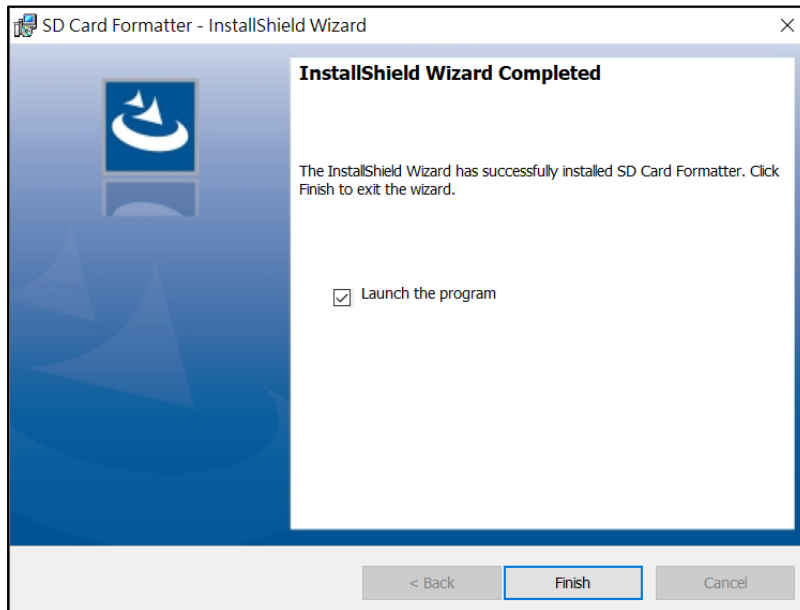 SD Card Formatter - InstallShield Wizard
InstallShield Wizard Completed
The InstallShield Wizard has successfully installed SD Card Formatter. Click
Finish to exit the wizard.
Launch the program
< Back
Finish
Cancel